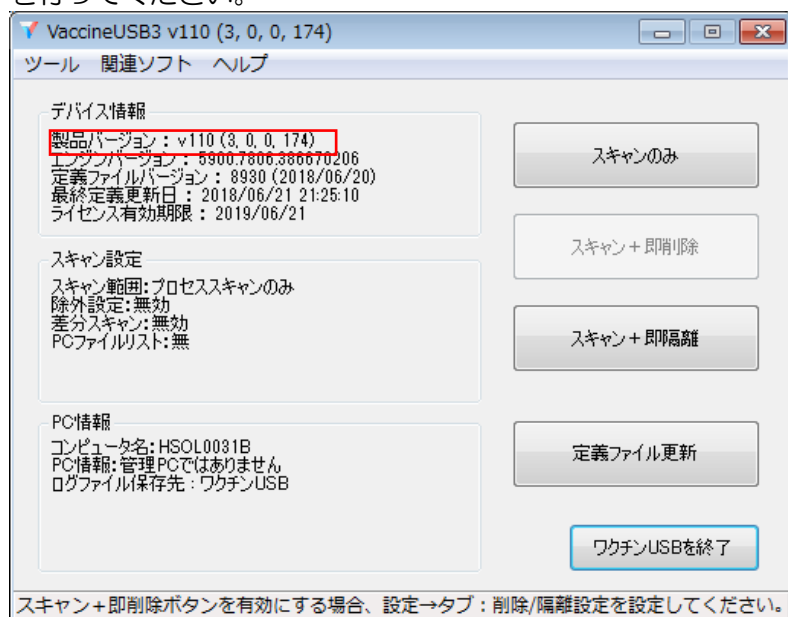 を行ってください。
VaccineUSB3 v110 (3, 0, 0, 174)
ツール 関連ソフト ヘルプ
デバイス情報
製品バージョン : v110 (3, 0, 0, 174)
エンジンバージョン : 5900.7806.386670206
定義ファイルバージョン : 8930 (2018/06/20)
最終定義更新日 : 2018/06/21 21:25:10
ライセンス有効期限 : 2019/06/21
スキャンのみ
スキャン+即削除
スキャン設定
スキャン範囲:プロセススキャンのみ
除外設定:無効
差分スキャン:無効
PCファイルリスト:無
スキャン+即隔離
PC情報
コンピュータ名:HSOL0031B
PC情報:管理PCではありません
ログファイル保存先 : ワクチンUSB
定義ファイル更新
ワクチンUSBを終了
スキャン+即削除ボタンを有効にする場合、設定→タブ:削除/隔離設定を設定してください。